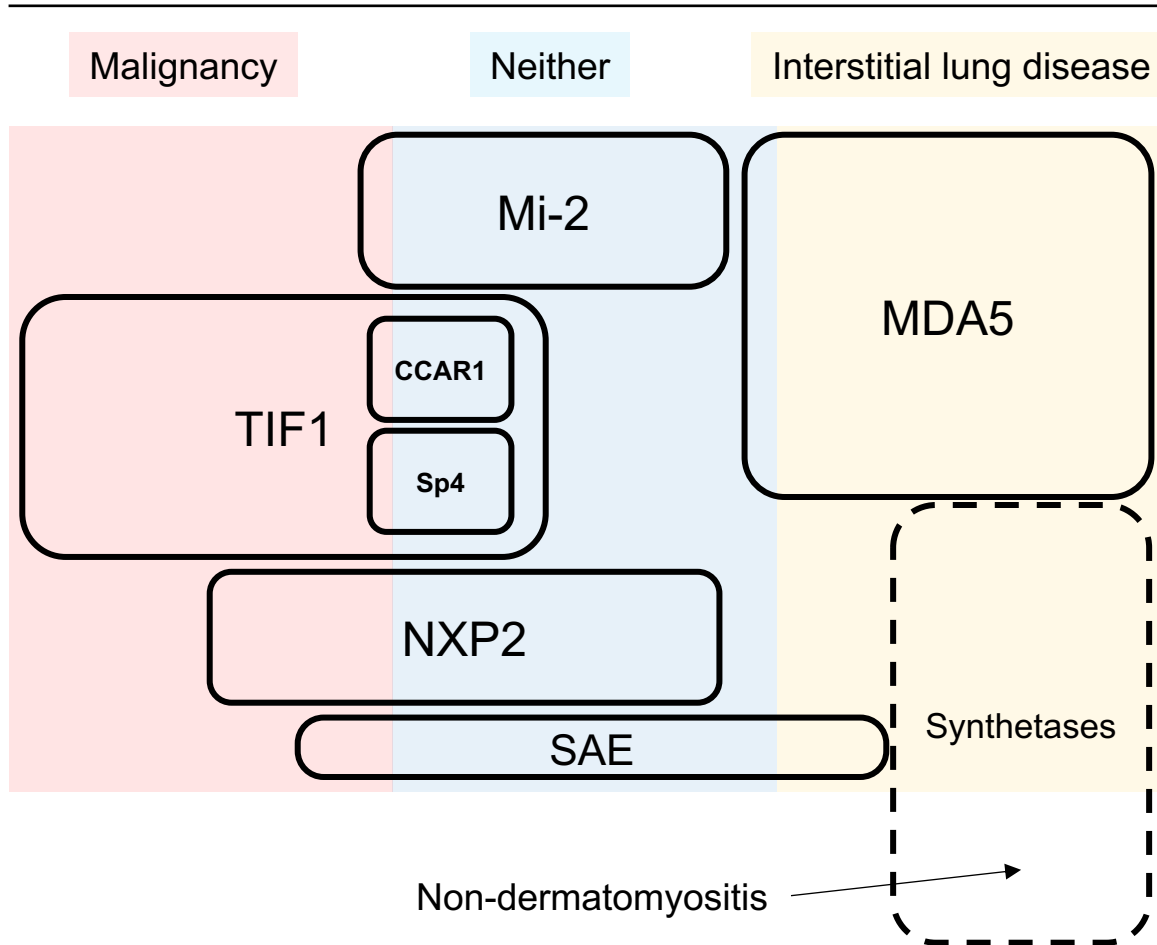 Malignancy
Neither
Interstitial lung disease
Mi-2
MDA5
CCAR1
TIF1
Sp4
NXP2
Synthetases
SAE
Non-dermatomyositis